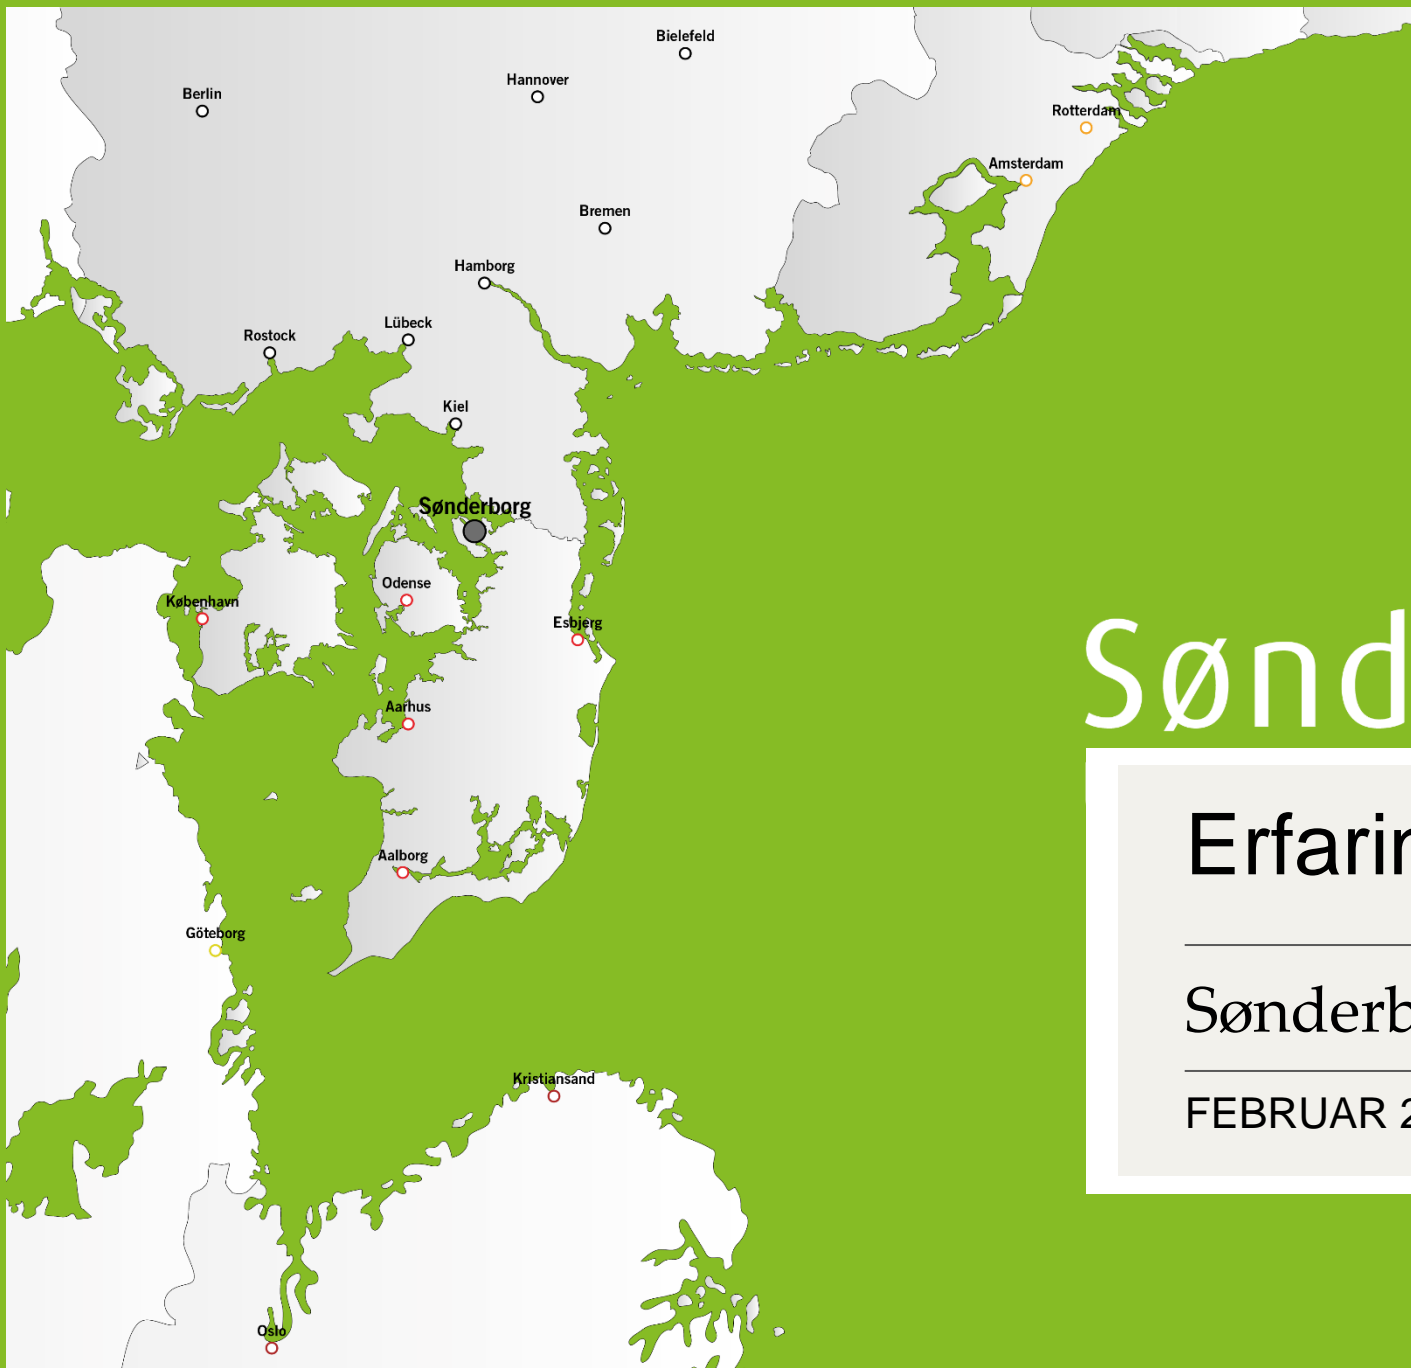 Bielefeld
Hannover
Berlin
Rotterdam
Amsterdam
Bremen
Hamborg
Lübeck
Rostock
Kiel
Sønderborg
Odense
København
Esbjerg
Aarhus
Aalborg
Göteborg
Kristiansand
Oslo
Sønd
Erfarin
Sønderb
FEBRUAR 2